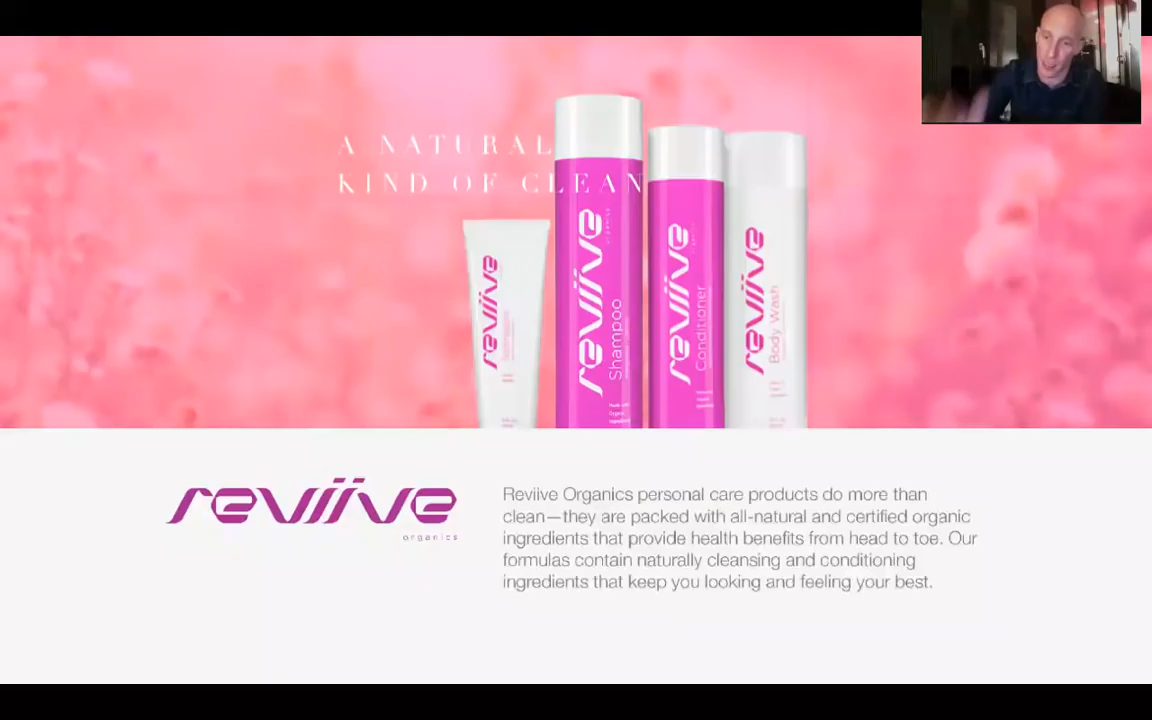 A NATURAL
KIND OF CLEAN
reviive
reviive
organics
Shampoo
reviive
Conditioner
reviive
Body Wash
reviive
organics
Reviive Organics personal care products do more than
clean—they are packed with all-natural and certified organic
ingredients that provide health benefits from head to toe. Our
formulas contain naturally cleansing and conditioning
ingredients that keep you looking and feeling your best.